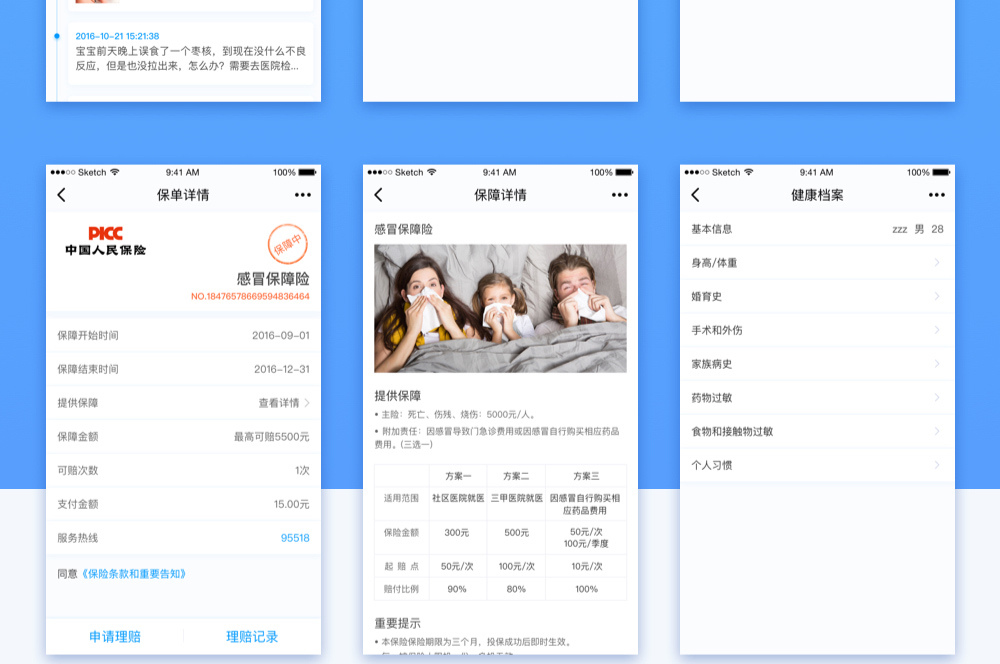 2016-10-21 15:21:38
宝宝前天晚上误食了一个枣核，到现在没什么不良
反应，但是也没拉出来，怎么办？需要去医院检...
Sketch 9:41 AM 100%
保单详情
PICC
中国人民保险
保障中
感冒保障险
NO.18476578669594836464
保障开始时间 2016-09-01
保障结束时间 2016-12-31
提供保障 查看详情
保障金额 最高可赔5500元
可赔次数 1次
支付金额 15.00元
服务热线 95518
同意《保险条款和重要告知》
申请理赔 理赔记录
Sketch 9:41 AM 100%
保障详情
感冒保障险
提供保障
• 主险：死亡、伤残、烧伤：5000元/人。
• 附加责任：因感冒导致门急诊费用或因感冒自行购买相应药品
费用。(三选一)
方案一 方案二 方案三
适用范围 社区医院就医 三甲医院就医 因感冒自行购买相
应药品费用
保险金额 300元 500元 50元/次
100元/季度
起 赔 点 50元/次 100元/次 10元/次
赔付比例 90% 80% 100%
重要提示
• 本保险保险期限为三个月，投保成功后即时生效。
Sketch 9:41 AM 100%
健康档案
基本信息 zzz 男 28
身高/体重
婚育史
手术和外伤
家族病史
药物过敏
食物和接触物过敏
个人习惯